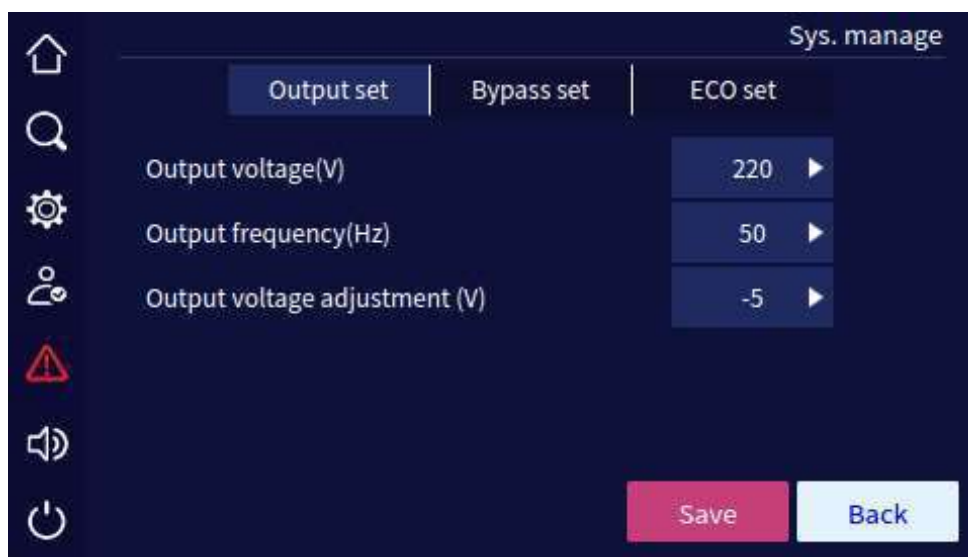 Sys. manage
Output set Bypass set ECO set
Output voltage(V) 220
Output frequency(Hz) 50
Output voltage adjustment (V) -5
Save Back